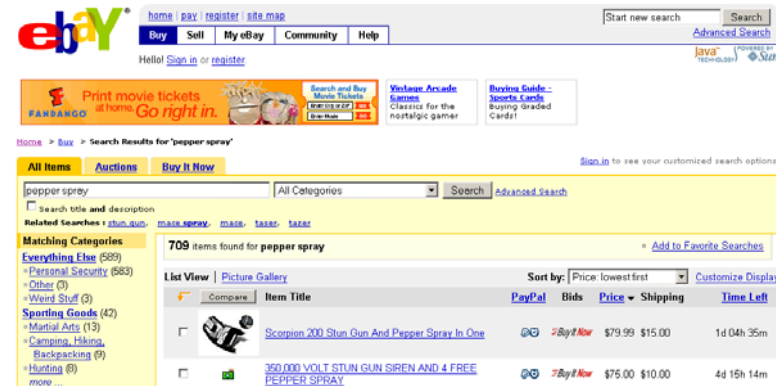 ebY
home | pay | register | site map
Start new search Search
Buy Sell My eBay Community Help
Advanced Search
Hello! Sign in or register.
Java TECHNOLOGY POWERED BY Sun
FANDANGO Print movie tickets at home. Go right in.
Search and Buy Movie Tickets
GO
GO
Vintage Arcade Games
Classics for the nostalgic gamer
Buying Guide - Sports Cards
Buying Graded Cards!
Home > Buy > Search Results for 'pepper spray'
All Items Auctions Buy It Now
Sign in to see your customized search options
pepper spray All Categories Search Advanced Search
Search title and description
Related Searches : stun gun, mace spray, mace, taser, tazer
Matching Categories
Everything Else (589)
Personal Security (583)
Other (3)
Weird Stuff (3)
Sporting Goods (42)
Martial Arts (13)
Camping, Hiking,
Backpacking (9)
Hunting (8)
more ...
709 items found for pepper spray
Add to Favorite Searches
List View | Picture Gallery
Sort by: Price: lowest first Customize Display
Compare Item Title PayPal Bids Price Shipping Time Left
Scorpion 200 Stun Gun And Pepper Spray In One Buy It Now $79.99 $15.00 1d 04h 35m
350,000 VOLT STUN GUN SIREN AND 4 FREE
PEPPER SPRAY Buy It Now $75.00 $10.00 4d 15h 14m